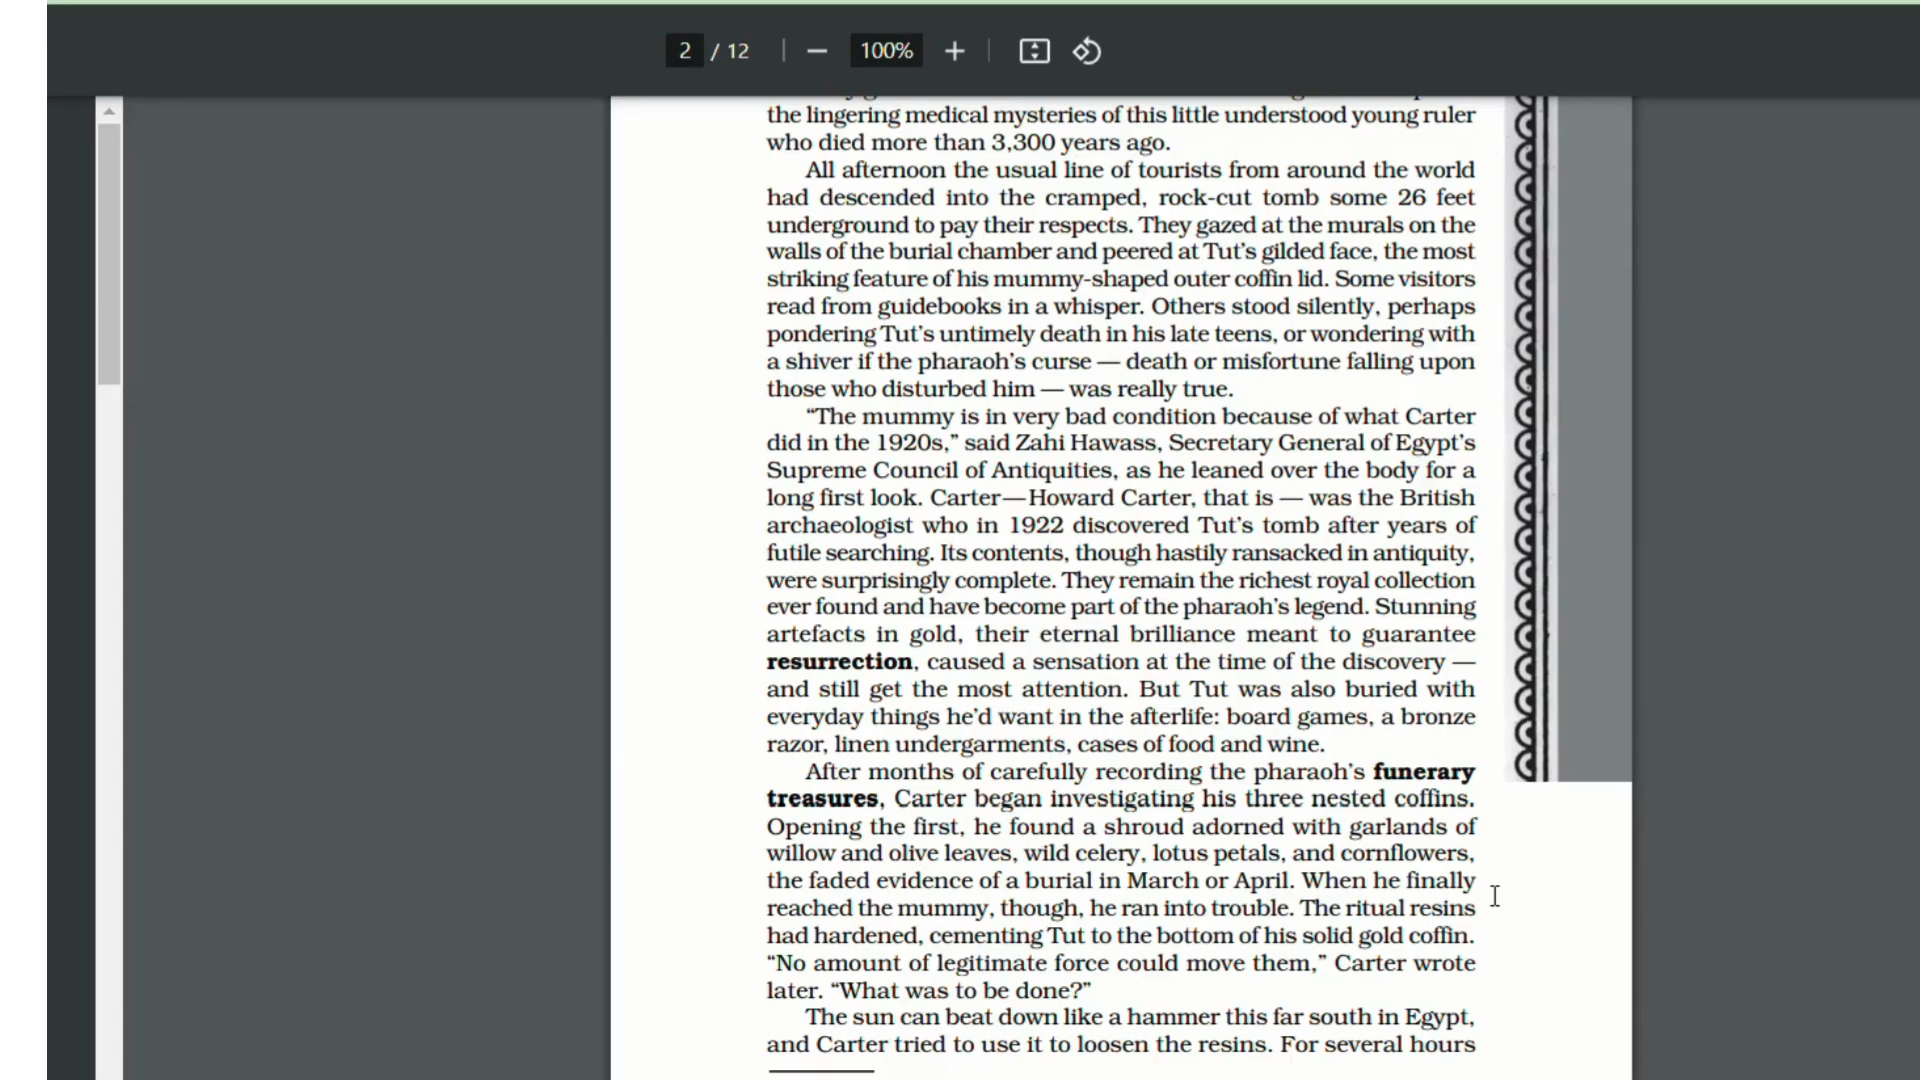 2 / 12 | − 100% + |
the lingering medical mysteries of this little understood young ruler
who died more than 3,300 years ago.
All afternoon the usual line of tourists from around the world
had descended into the cramped, rock-cut tomb some 26 feet
underground to pay their respects. They gazed at the murals on the
walls of the burial chamber and peered at Tut's gilded face, the most
striking feature of his mummy-shaped outer coffin lid. Some visitors
read from guidebooks in a whisper. Others stood silently, perhaps
pondering Tut's untimely death in his late teens, or wondering with
a shiver if the pharaoh's curse — death or misfortune falling upon
those who disturbed him — was really true.
“The mummy is in very bad condition because of what Carter
did in the 1920s,” said Zahi Hawass, Secretary General of Egypt's
Supreme Council of Antiquities, as he leaned over the body for a
long first look. Carter—Howard Carter, that is — was the British
archaeologist who in 1922 discovered Tut's tomb after years of
futile searching. Its contents, though hastily ransacked in antiquity,
were surprisingly complete. They remain the richest royal collection
ever found and have become part of the pharaoh's legend. Stunning
artefacts in gold, their eternal brilliance meant to guarantee
resurrection, caused a sensation at the time of the discovery —
and still get the most attention. But Tut was also buried with
everyday things he'd want in the afterlife: board games, a bronze
razor, linen undergarments, cases of food and wine.
After months of carefully recording the pharaoh's funerary
treasures, Carter began investigating his three nested coffins.
Opening the first, he found a shroud adorned with garlands of
willow and olive leaves, wild celery, lotus petals, and cornflowers,
the faded evidence of a burial in March or April. When he finally
reached the mummy, though, he ran into trouble. The ritual resins
had hardened, cementing Tut to the bottom of his solid gold coffin.
“No amount of legitimate force could move them,” Carter wrote
later. “What was to be done?”
The sun can beat down like a hammer this far south in Egypt,
and Carter tried to use it to loosen the resins. For several hours